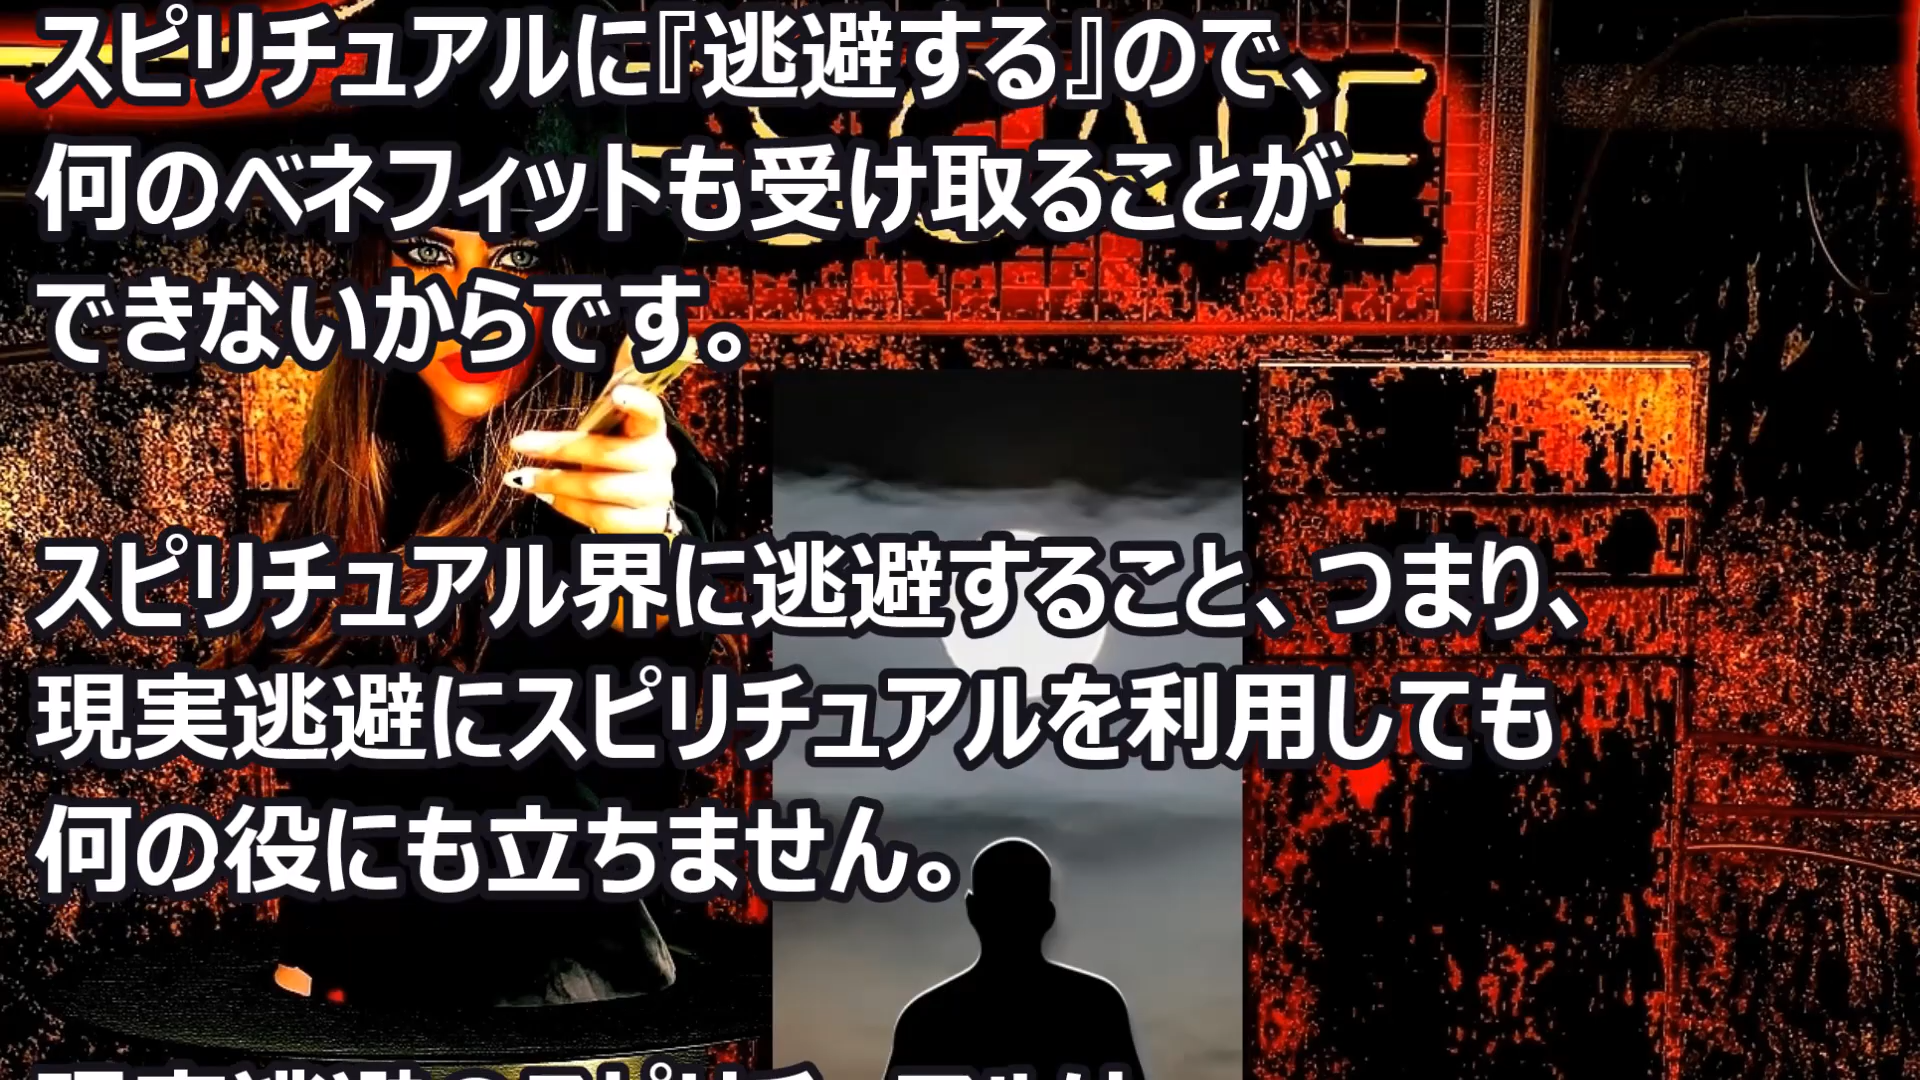 スピリチュアルに『逃避する』ので、
ESCAPE
何のベネフィットも受け取ることが
できないからです。
スピリチュアル界に逃避すること、つまり、
現実逃避にスピリチュアルを利用しても
何の役にも立ちません。